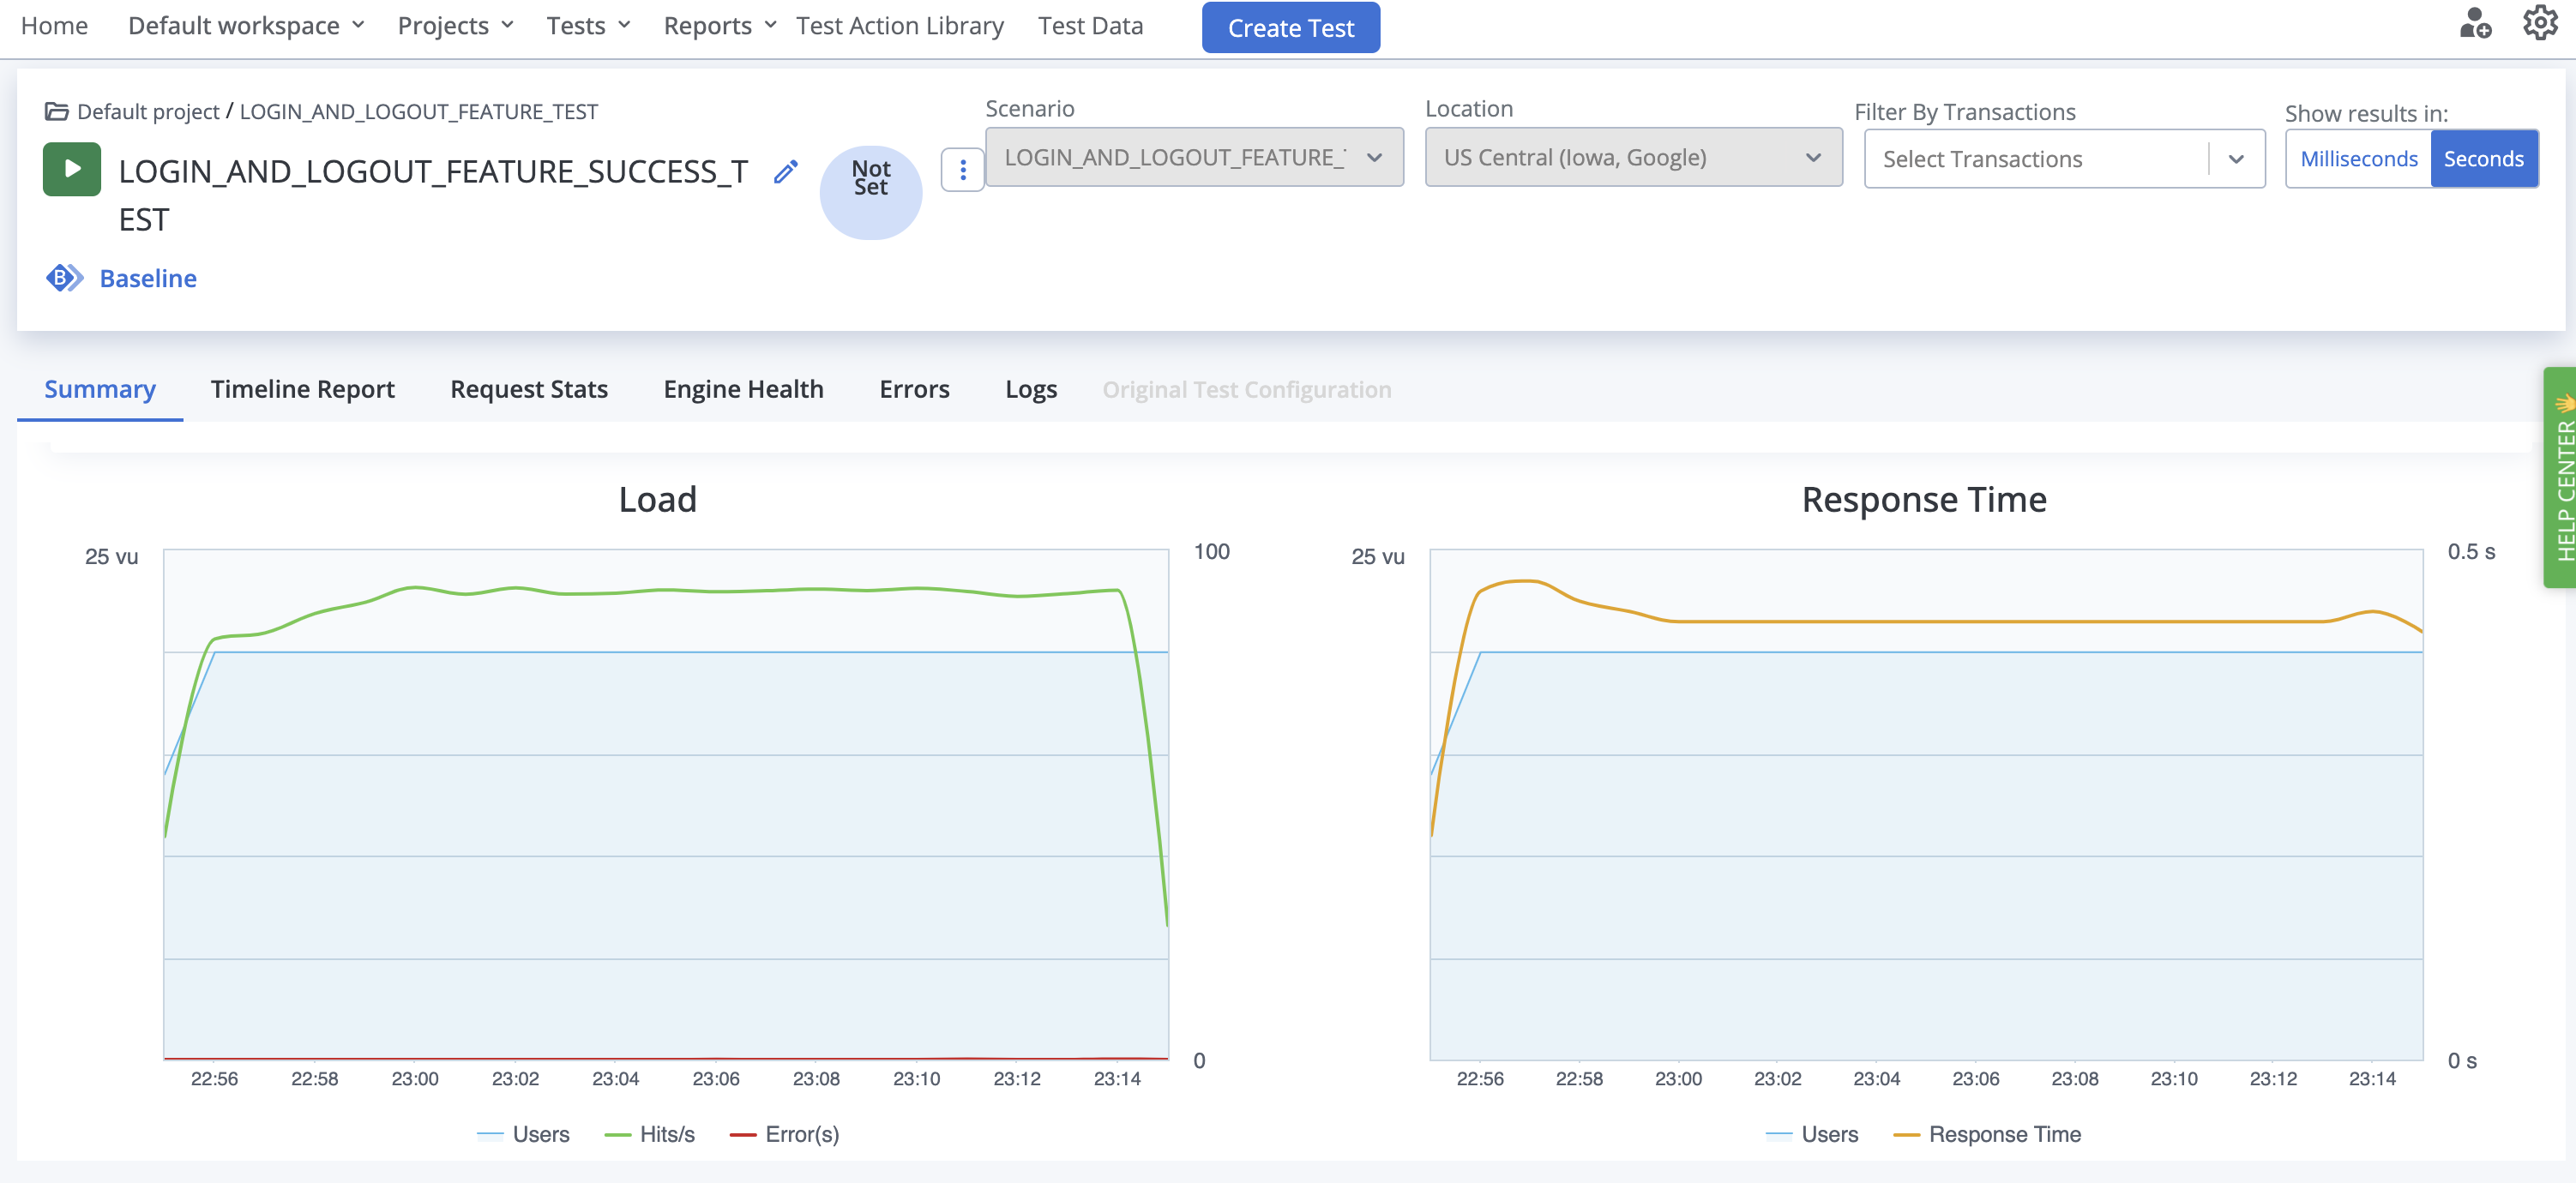 Home
Default workspace
Projects
Tests
Reports
Test Action Library
Test Data
Create Test
Default project / LOGIN_AND_LOGOUT_FEATURE_TEST
LOGIN_AND_LOGOUT_FEATURE_SUCCESS_T
EST
Not
Set
B
Baseline
Scenario
LOGIN_AND_LOGOUT_FEATURE_
Location
US Central (Iowa, Google)
Filter By Transactions
Select Transactions
Show results in:
Milliseconds
Seconds
Summary
Timeline Report
Request Stats
Engine Health
Errors
Logs
Original Test Configuration
HELP CENTER
Load
25 vu
100
0
22:56
22:58
23:00
23:02
23:04
23:06
23:08
23:10
23:12
23:14
Users
Hits/s
Error(s)
Response Time
25 vu
0.5 s
0 s
22:56
22:58
23:00
23:02
23:04
23:06
23:08
23:10
23:12
23:14
Users
Response Time